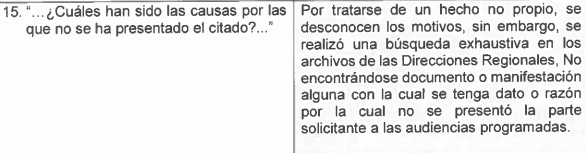 15. “...¿Cuáles han sido las causas por las
que no se ha presentado el citado?...”
Por tratarse de un hecho no propio, se
desconocen los motivos, sin embargo, se
realizó una búsqueda exhaustiva en los
archivos de las Direcciones Regionales, No
encontrándose documento o manifestación
alguna con la cual se tenga dato o razón
por la cual no se presentó la parte
solicitante a las audiencias programadas.